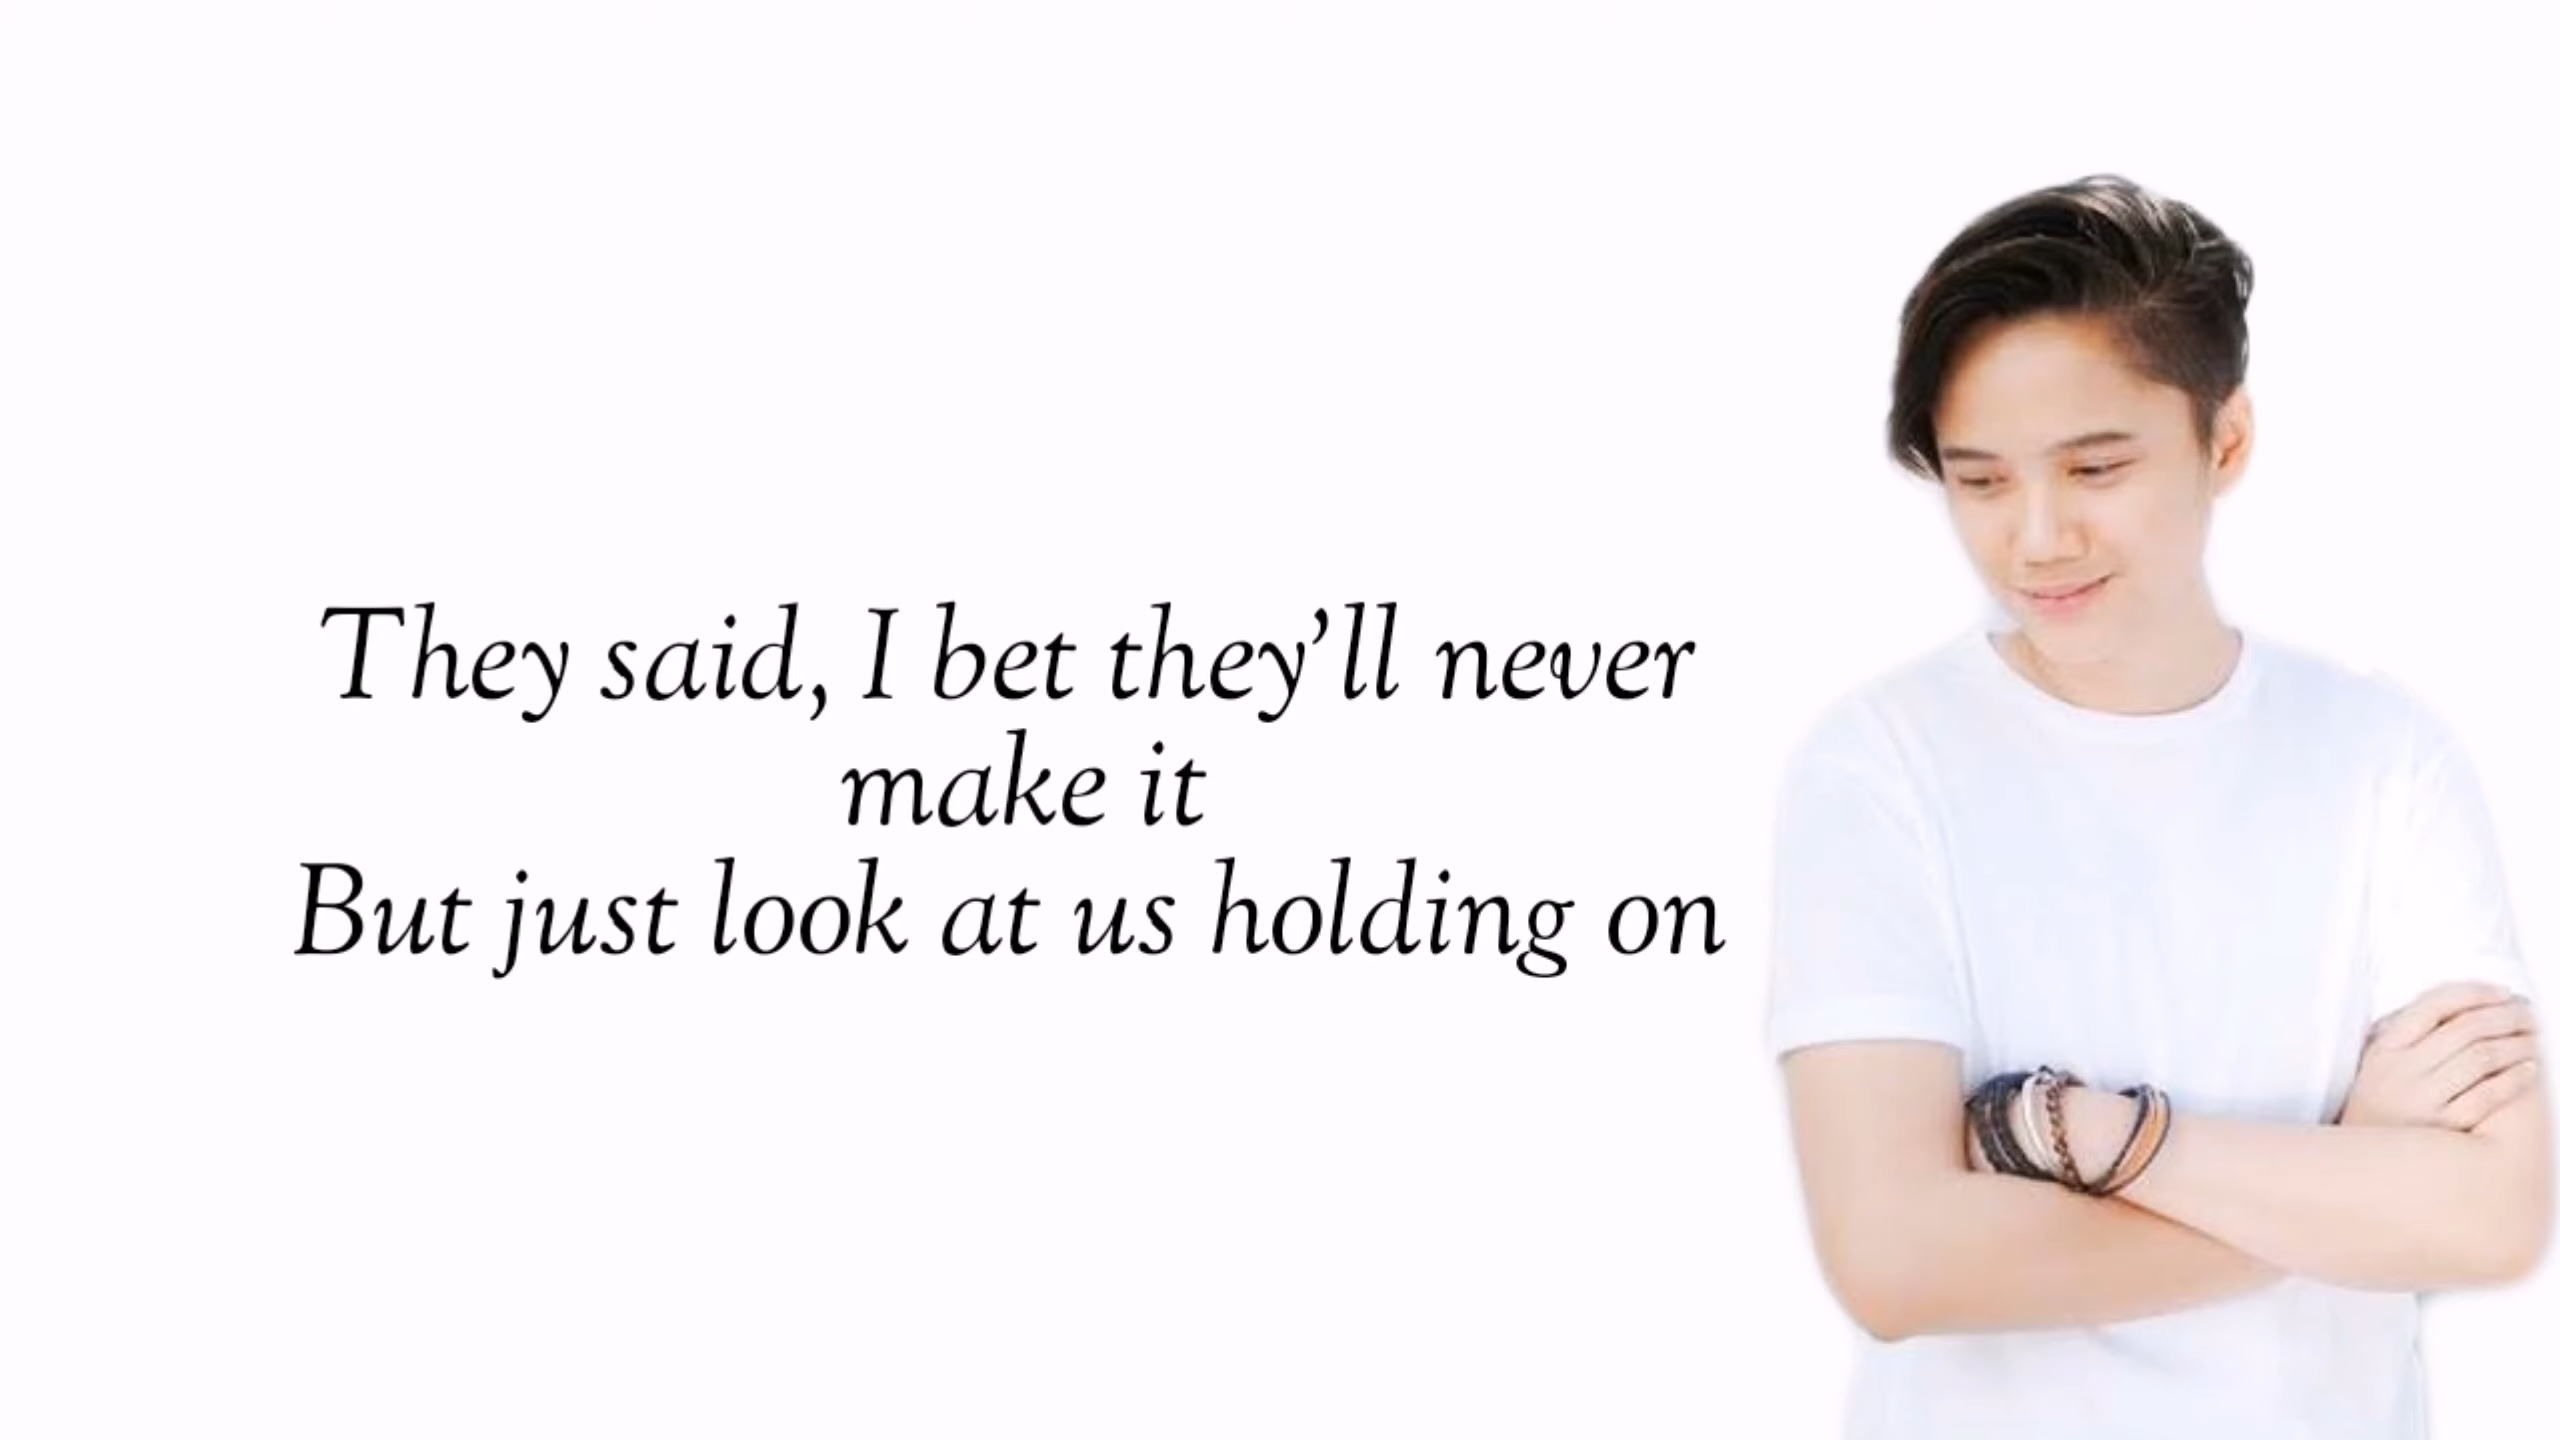 They said, I bet they’ll never
make it
But just look at us holding on